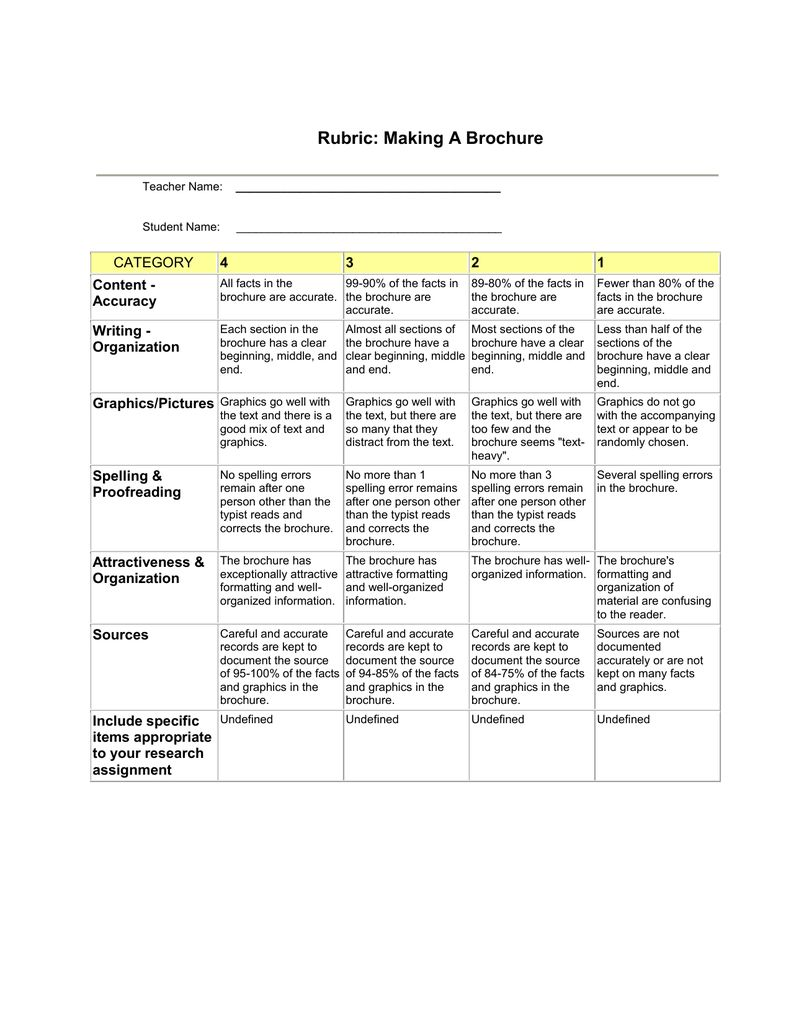 Rubric: Making A Brochure
Teacher Name: ________________________________________
Student Name: ________________________________________
CATEGORY 4 3 2 1
Content -
Accuracy
All facts in the
brochure are accurate.
99-90% of the facts in
the brochure are
accurate.
89-80% of the facts in
the brochure are
accurate.
Fewer than 80% of the
facts in the brochure
are accurate.
Writing -
Organization
Each section in the
brochure has a clear
beginning, middle, and
end.
Almost all sections of
the brochure have a
clear beginning, middle
and end.
Most sections of the
brochure have a clear
beginning, middle and
end.
Less than half of the
sections of the
brochure have a clear
beginning, middle and
end.
Graphics/Pictures
Graphics go well with
the text and there is a
good mix of text and
graphics.
Graphics go well with
the text, but there are
so many that they
distract from the text.
Graphics go well with
the text, but there are
too few and the
brochure seems "text-
heavy".
Graphics do not go
with the accompanying
text or appear to be
randomly chosen.
Spelling &
Proofreading
No spelling errors
remain after one
person other than the
typist reads and
corrects the brochure.
No more than 1
spelling error remains
after one person other
than the typist reads
and corrects the
brochure.
No more than 3
spelling errors remain
after one person other
than the typist reads
and corrects the
brochure.
Several spelling errors
in the brochure.
Attractiveness &
Organization
The brochure has
exceptionally attractive
formatting and well-
organized information.
The brochure has
attractive formatting
and well-organized
information.
The brochure has well-
organized information.
The brochure's
formatting and
organization of
material are confusing
to the reader.
Sources
Careful and accurate
records are kept to
document the source
of 95-100% of the facts
and graphics in the
brochure.
Careful and accurate
records are kept to
document the source
of 94-85% of the facts
and graphics in the
brochure.
Careful and accurate
records are kept to
document the source
of 84-75% of the facts
and graphics in the
brochure.
Sources are not
documented
accurately or are not
kept on many facts
and graphics.
Include specific
items appropriate
to your research
assignment
Undefined
Undefined
Undefined
Undefined